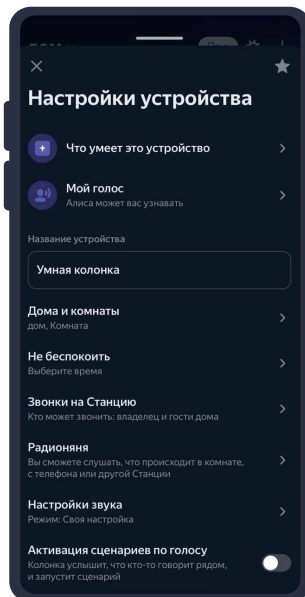 Настройки устройства
Что умеет это устройство
Мой голос
Алиса может вас узнавать
Название устройства
Умная колонка
Дома и комнаты
дом, Комната
Не беспокоить
Выберите время
Звонки на Станцию
Кто может звонить: владелец и гости дома
Радионяня
Вы сможете слушать, что происходит в комнате,
с телефона или другой Станции
Настройки звука
Режим: Своя настройка
Активация сценариев по голосу
Колонка услышит, что кто-то говорит рядом,
и запустит сценарий